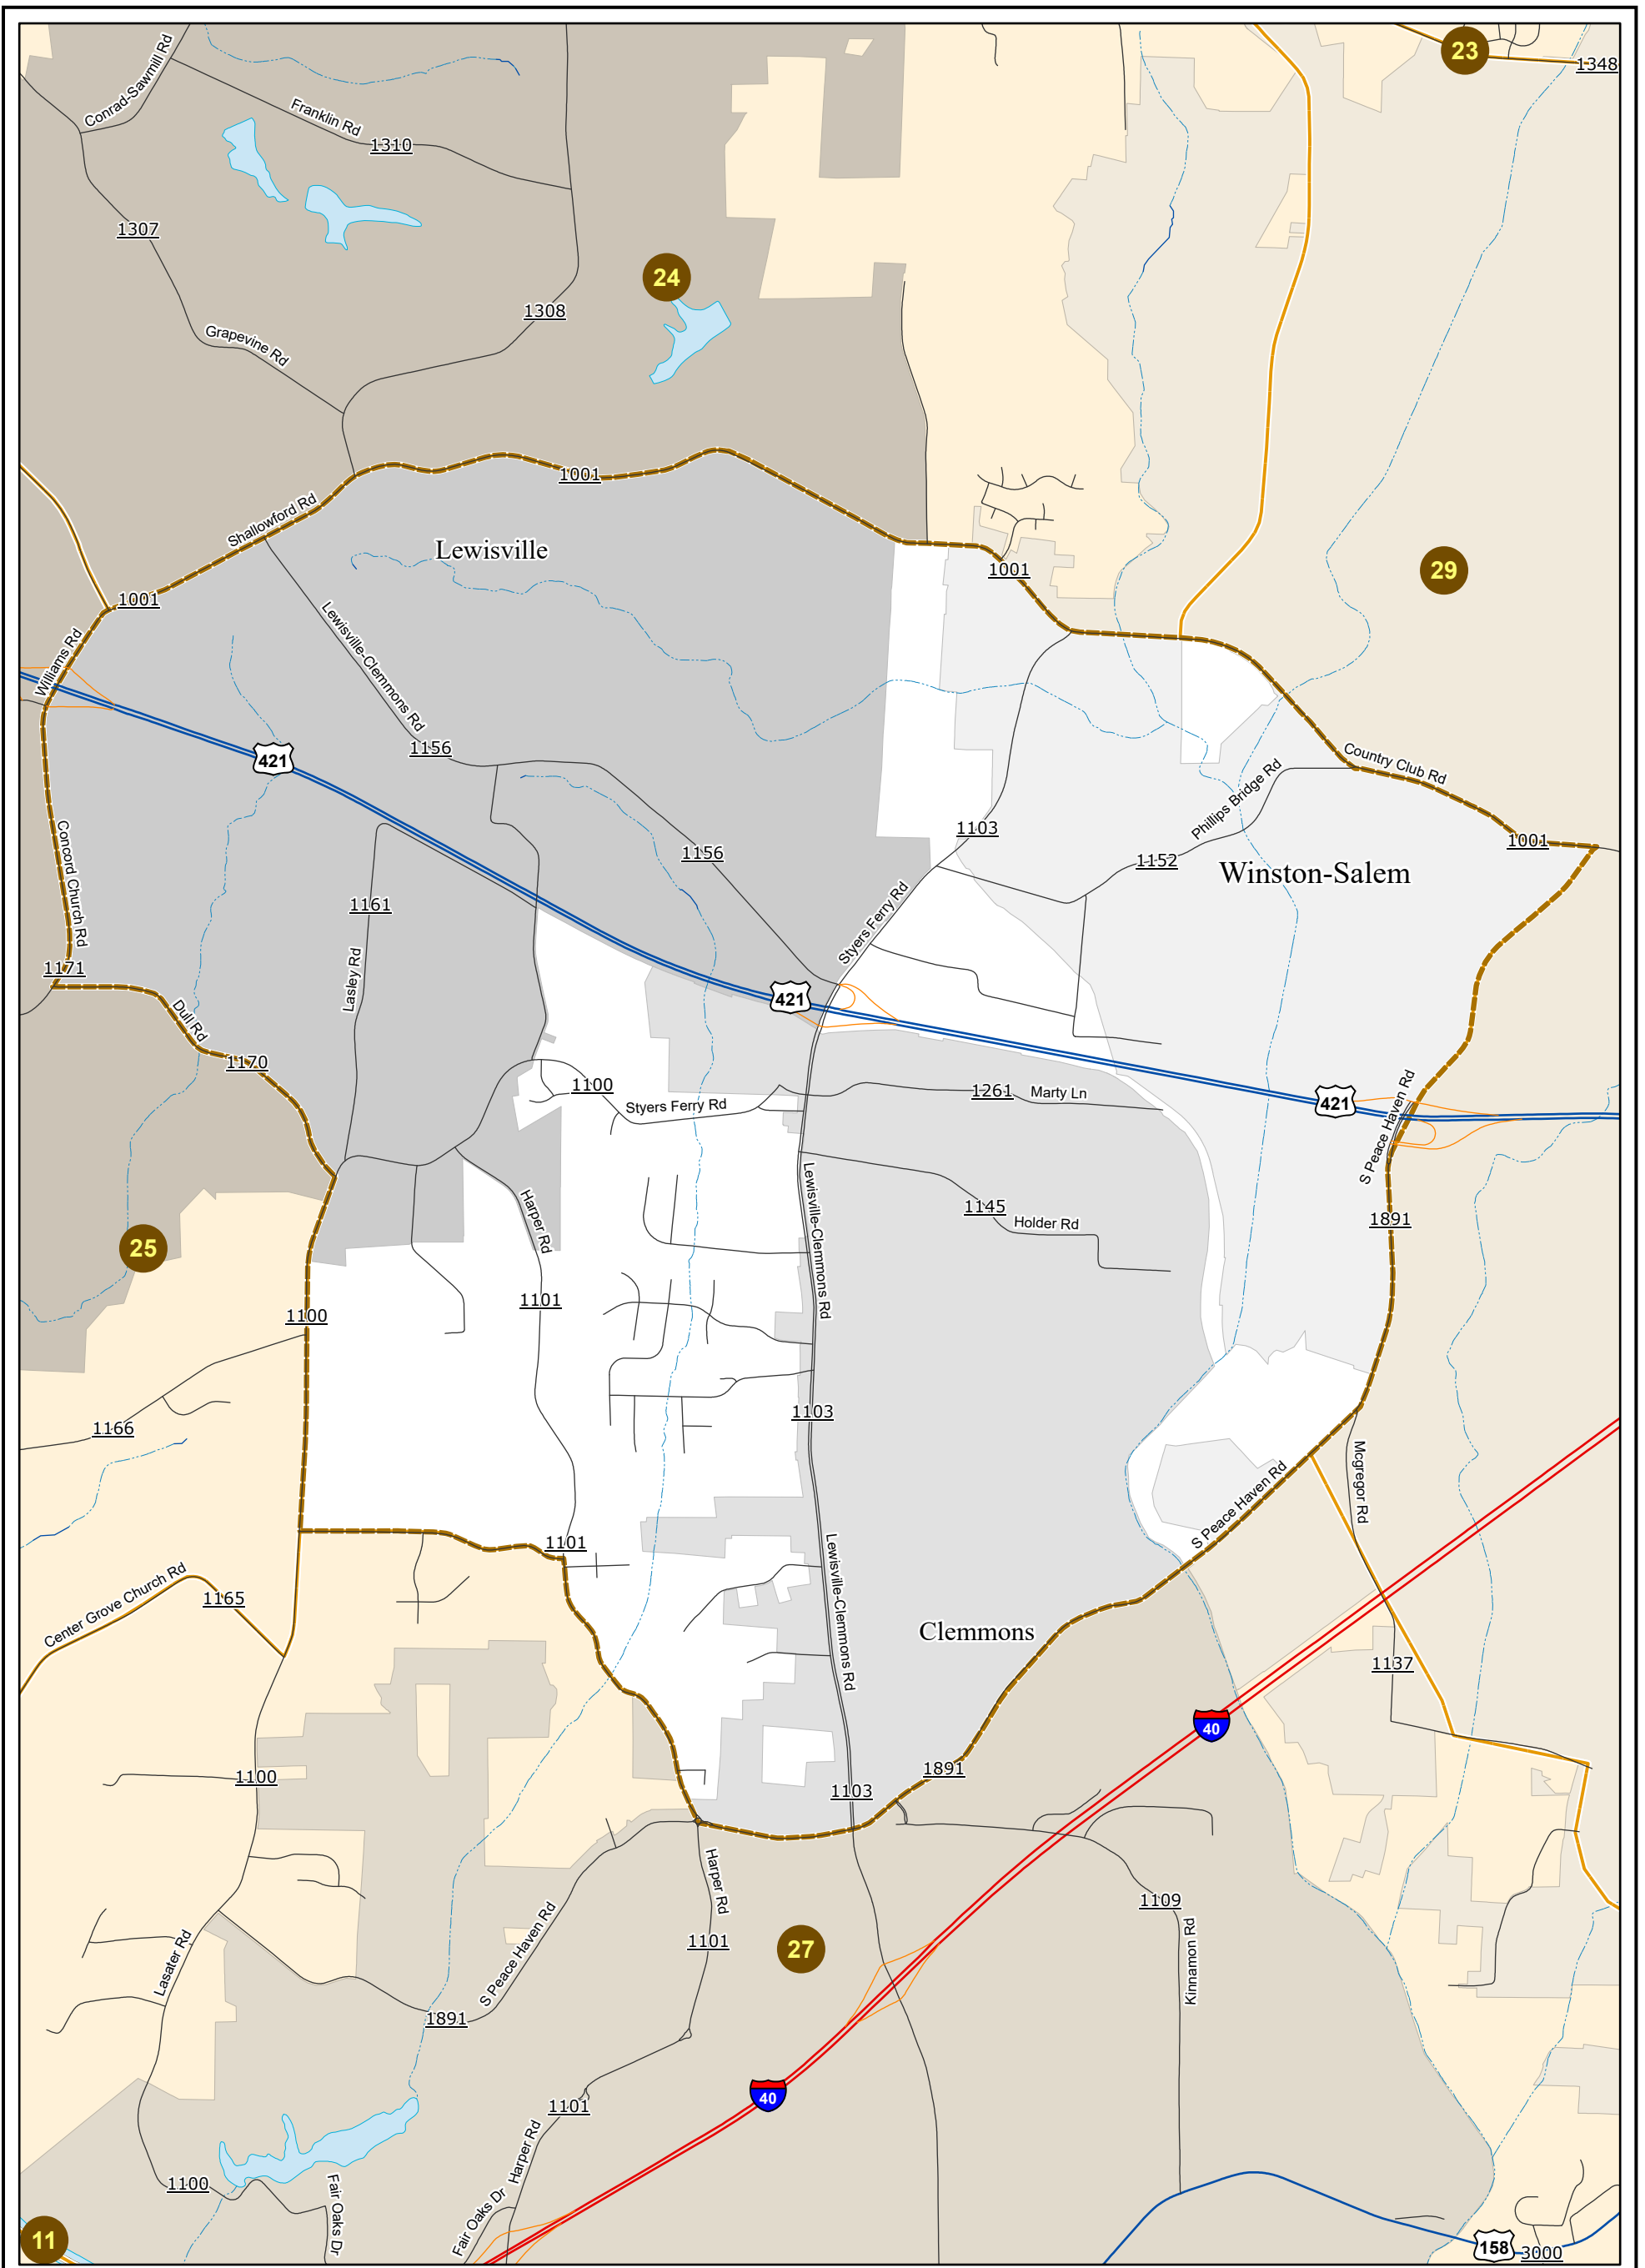 23
1348
Conrad-Sawmill Rd
Franklin Rd
1310
1307
24
1308
Grapevine Rd
1001
Shallowford Rd
Lewisville
1001
29
1001
Lewisville-Clemmons Rd
Williams Rd
421
1156
Country Club Rd
Phillips Bridge Rd
1103
1001
Concord Church Rd
1156
1152
Winston-Salem
1161
Styers Ferry Rd
Lasley Rd
1171
421
Dull Rd
1170
1100
1261
Marty Ln
421
Styers Ferry Rd
S Peace Haven Rd
Lewisville-Clemmons Rd
Harper Rd
1145
Holder Rd
1891
25
1101
1100
1103
1166
Mcgregor Rd
S Peace Haven Rd
1101
Lewisville-Clemmons Rd
Center Grove Church Rd
1165
Clemmons
1137
40
1891
1100
1103
Harper Rd
1109
S Peace Haven Rd
1101
27
Kinnamon Rd
Lasater Rd
1891
40
1101
Harper Rd
1100
Fair Oaks Dr
Fair Oaks Dr
11
158
3000